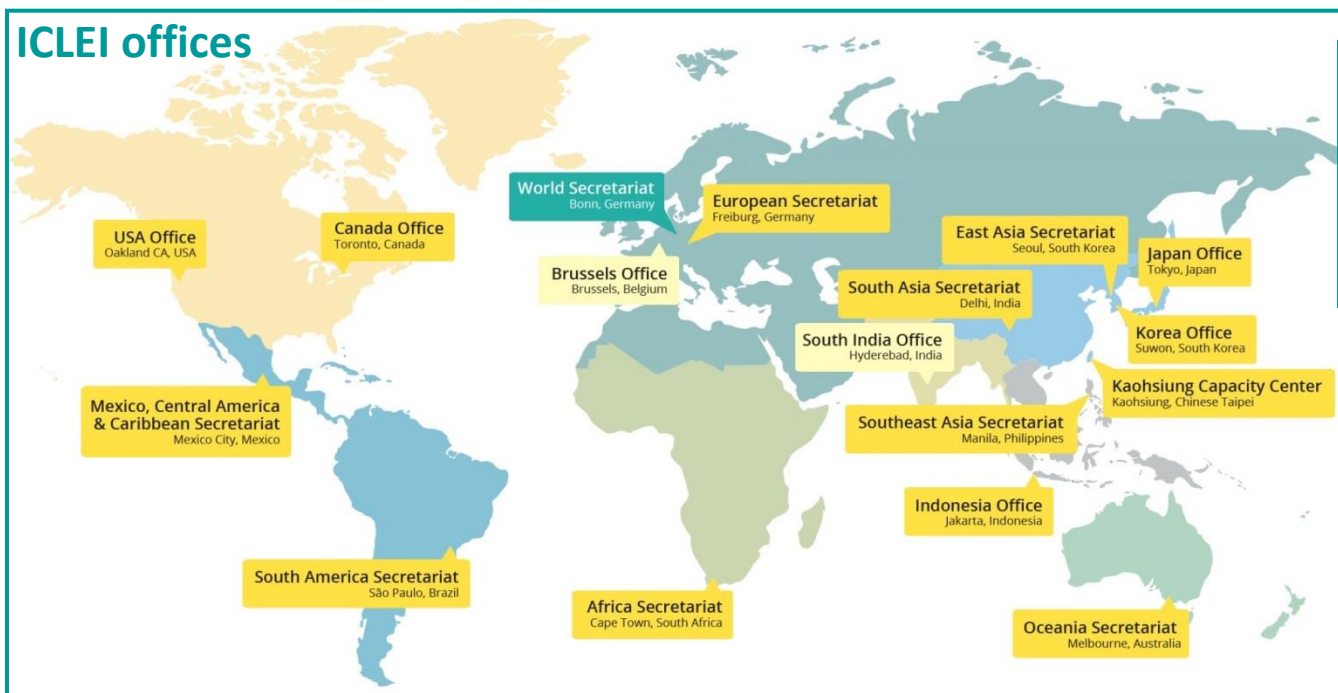 ICLEI offices
World Secretariat
Bonn, Germany
European Secretariat
Freiburg, Germany
USA Office
Oakland CA, USA
Canada Office
Toronto, Canada
East Asia Secretariat
Seoul, South Korea
Japan Office
Tokyo, Japan
Brussels Office
Brussels, Belgium
South Asia Secretariat
Delhi, India
South India Office
Hyderebad, India
Korea Office
Suwon, South Korea
Mexico, Central America
& Caribbean Secretariat
Mexico City, Mexico
Kaohsiung Capacity Center
Kaohsiung, Chinese Taipei
Southeast Asia Secretariat
Manila, Philippines
Indonesia Office
Jakarta, Indonesia
South America Secretariat
São Paulo, Brazil
Africa Secretariat
Cape Town, South Africa
Oceania Secretariat
Melbourne, Australia